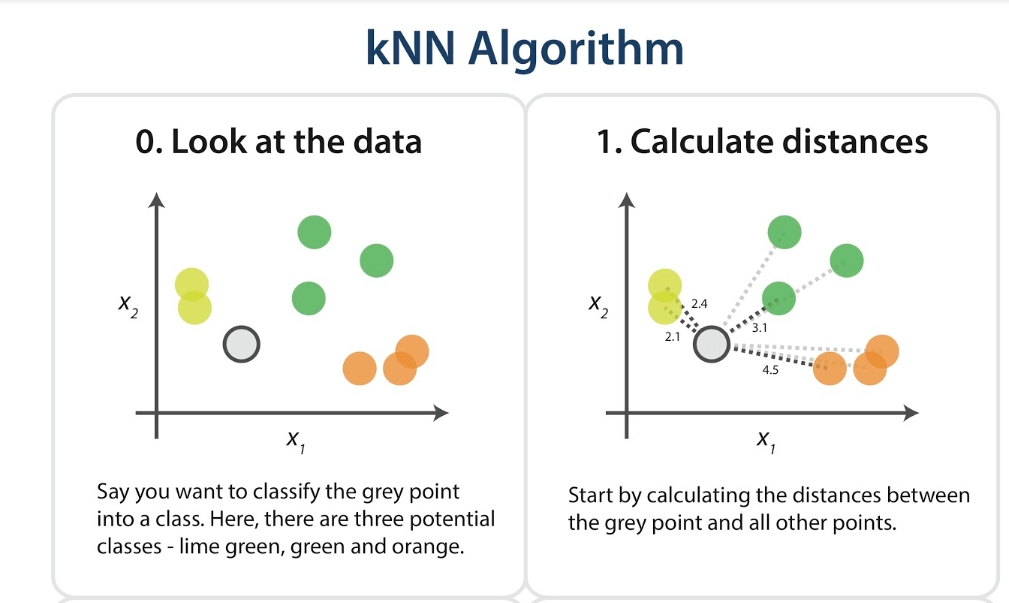 kNN Algorithm
0. Look at the data
X2
X1
Say you want to classify the grey point
into a class. Here, there are three potential
classes - lime green, green and orange.
1. Calculate distances
X2
2.4
2.1
3.1
4.5
X1
Start by calculating the distances between
the grey point and all other points.